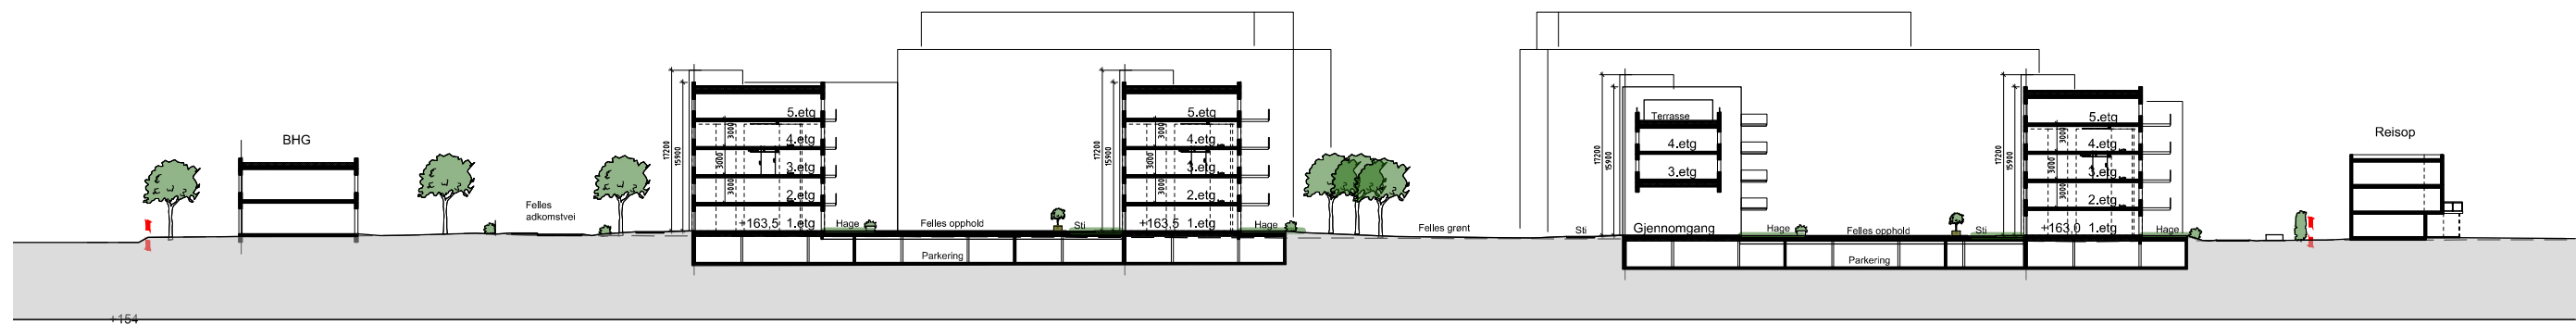 BHG
Felles
adkomstvei
17200
15900
5.etg
3000
4.etg
3000
3.etg
3000
2.etg
+163,5 1.etg
Hage
Felles opphold
Parkering
Sti
17200
15900
5.etg
3000
4.etg
3000
3.etg
3000
2.etg
+163,5 1.etg
Hage
Felles grønt
Sti
17200
15900
Terrasse
4.etg
3.etg
Gjennomgang
Hage
Felles opphold
Parkering
Sti
17200
15900
5.etg
3000
4.etg
3000
3.etg
3000
2.etg
+163,0 1.etg
Hage
Reisop
+154